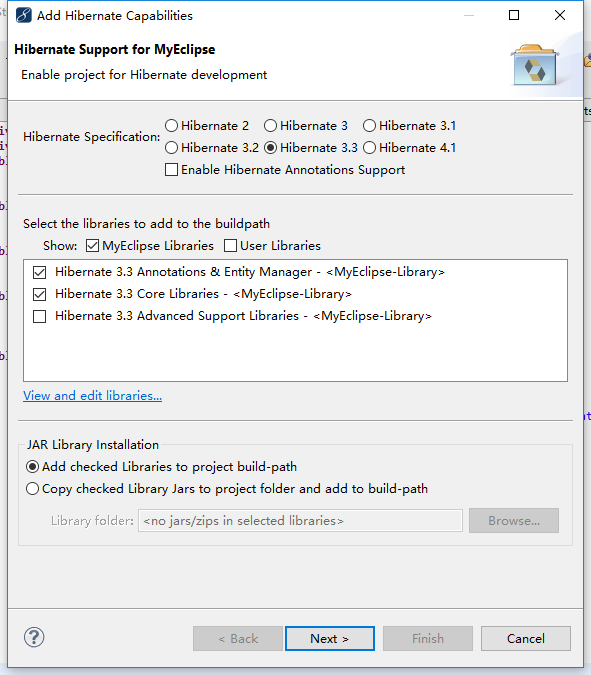 Add Hibernate Capabilities
Hibernate Support for MyEclipse
Enable project for Hibernate development
Hibernate Specification:
Hibernate 2 Hibernate 3 Hibernate 3.1
Hibernate 3.2 Hibernate 3.3 Hibernate 4.1
Enable Hibernate Annotations Support
Select the libraries to add to the buildpath
Show: MyEclipse Libraries User Libraries
Hibernate 3.3 Annotations & Entity Manager - <MyEclipse-Library>
Hibernate 3.3 Core Libraries - <MyEclipse-Library>
Hibernate 3.3 Advanced Support Libraries - <MyEclipse-Library>
View and edit libraries...
JAR Library Installation
Add checked Libraries to project build-path
Copy checked Library Jars to project folder and add to build-path
Library folder: <no jars/zips in selected libraries> Browse...
? < Back Next > Finish Cancel